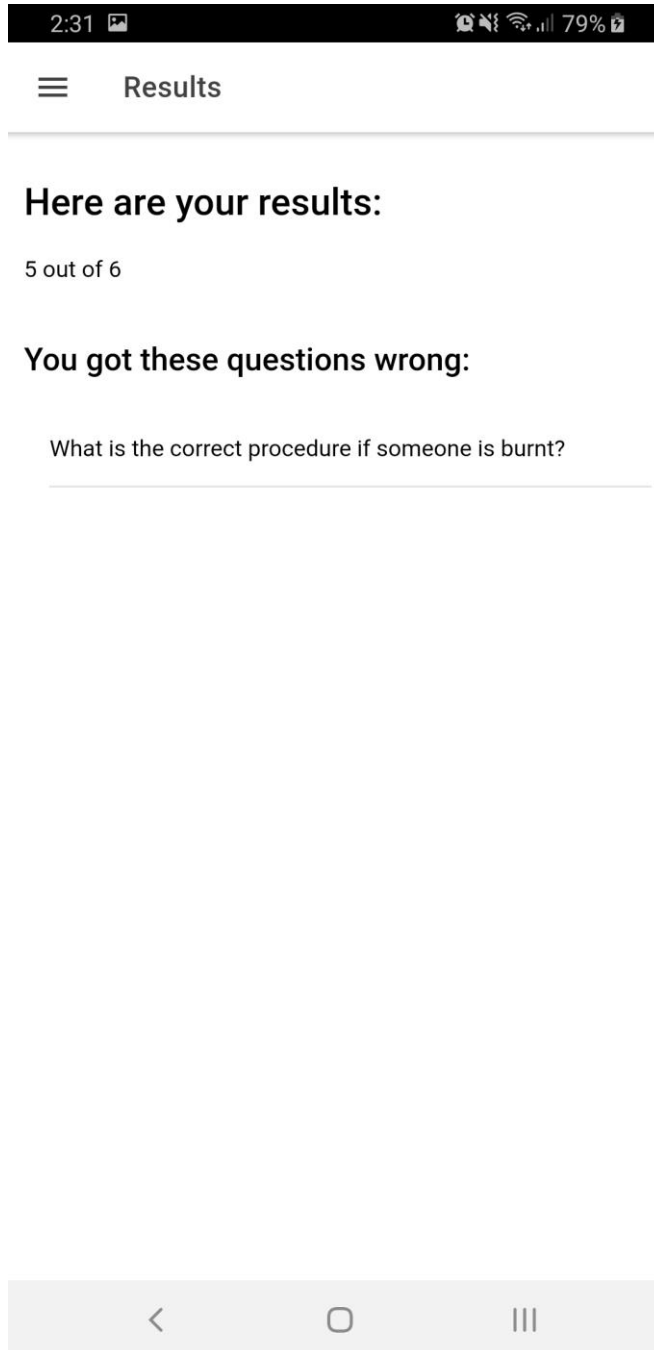 2:31 79%
Results
Here are your results:
5 out of 6
You got these questions wrong:
What is the correct procedure if someone is burnt?